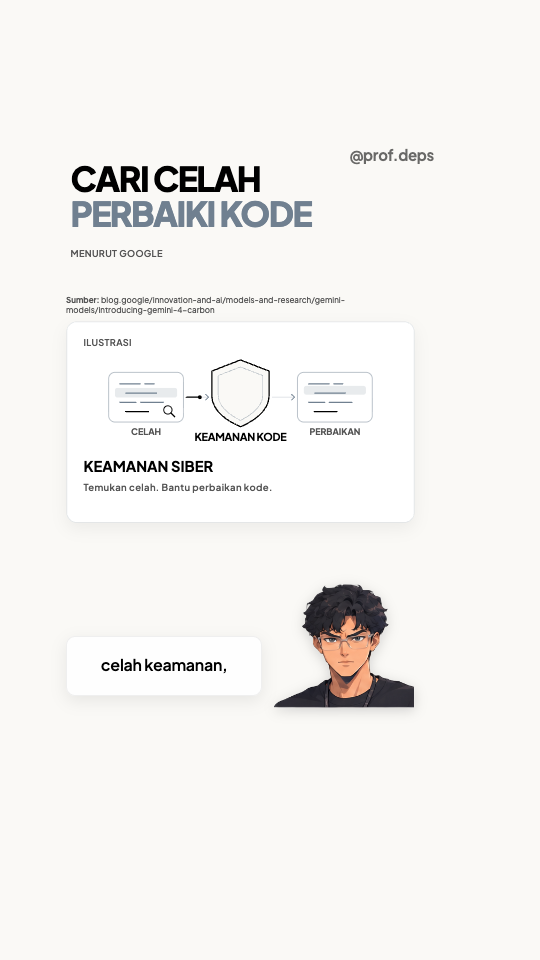 @prof.deps
CARI CELAH
PERBAIKI KODE
MENURUT GOOGLE
Sumber: blog.google/innovation-and-ai/models-and-research/gemini-
models/introducing-gemini-4-carbon
ILUSTRASI
CELAH
KEAMANAN KODE
PERBAIKAN
KEAMANAN SIBER
Temukan celah. Bantu perbaikan kode.
celah keamanan,